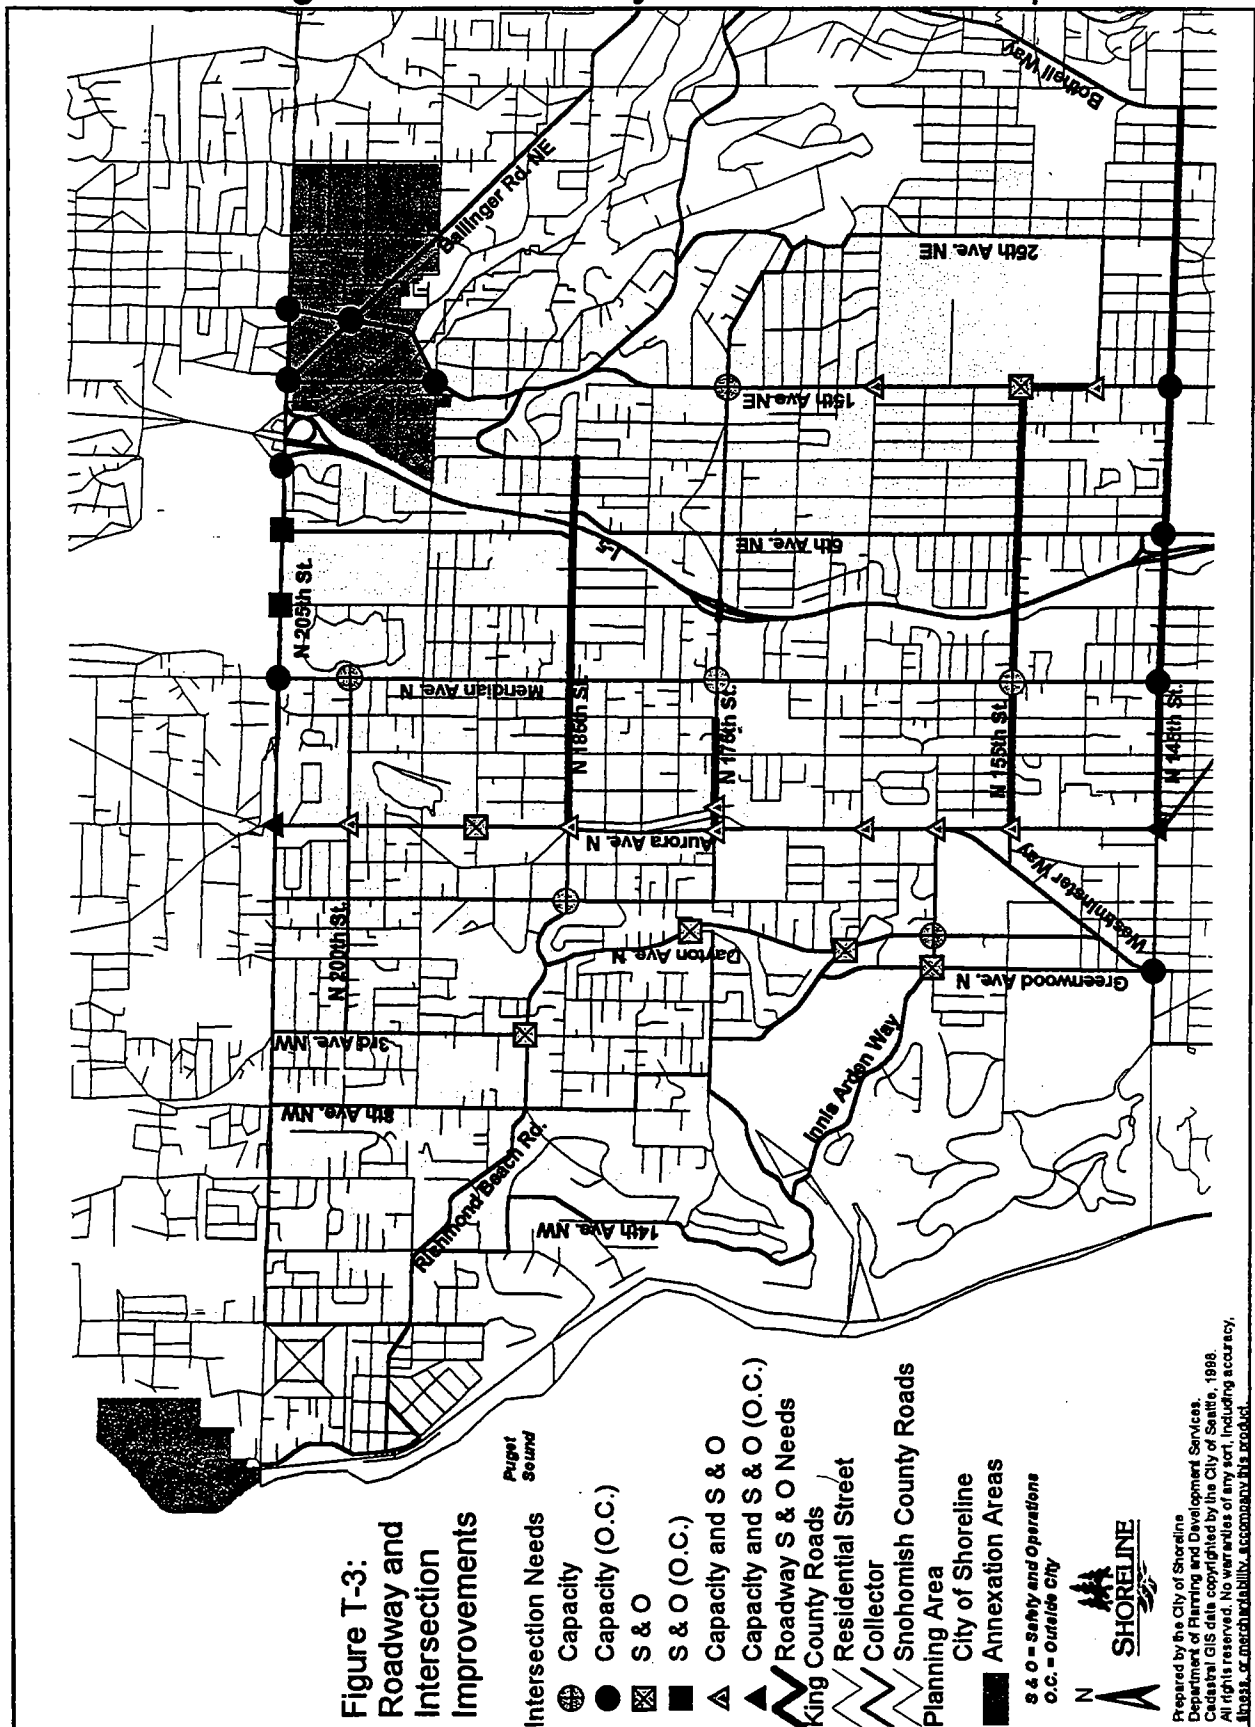 Figure T-3:
Roadway and
Intersection
Improvements
Intersection Needs
Capacity
Capacity (O.C.)
S & O
S & O (O.C.)
Capacity and S & O
Capacity and S & O (O.C.)
Roadway S & O Needs
King County Roads
Residential Street
Collector
Snohomish County Roads
Planning Area
City of Shoreline
Annexation Areas
S & O = Safety and Operations
O.C. = Outside City
N
SHORELINE
Prepared by the City of Shoreline
Department of Planning and Development Services.
Cadastral GIS data copyrighted by the City of Seattle, 1998.
All rights reserved. No warranties of any sort, including accuracy,
fitness, or merchantability, accompany this product.
Puget
Sound
Richmond Beach Rd.
14th Ave. NW
8th Ave. NW
3rd Ave. NW
N 200th St.
Innis Arden Way
Greenwood Ave. N
Dayton Ave. N
Westminster Way
Aurora Ave. N
N 205th St.
Meridian Ave. N
N 185th St.
N 175th St.
N 155th St.
N 145th St.
I-5
5th Ave. NE
15th Ave NE
25th Ave. NE
Ballinger Rd. NE
Bothell Way